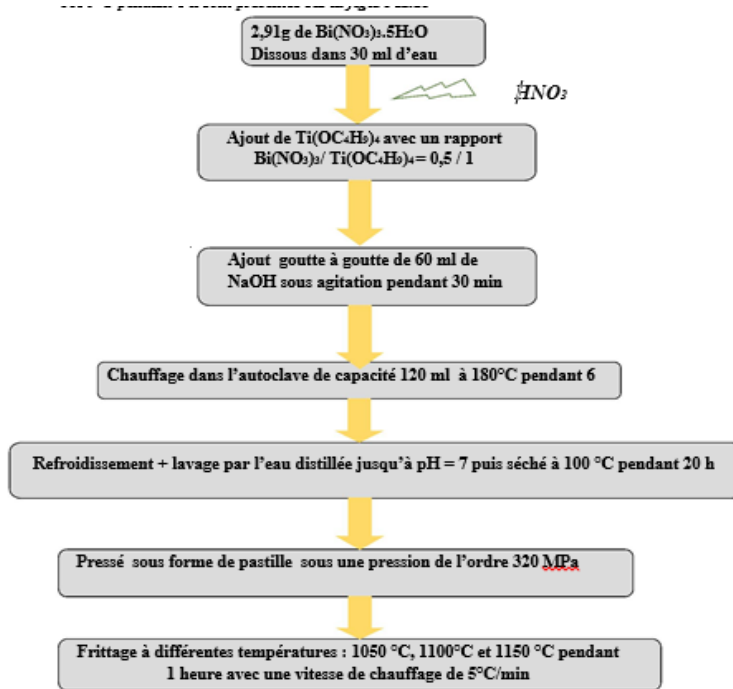 2,91g de Bi(NO₃)₃.5H₂O
Dissous dans 30 ml d'eau
HNO₃
Ajout de Ti(OC₄H₉)₄ avec un rapport
Bi(NO₃)₃/ Ti(OC₄H₉)₄= 0,5 / 1
Ajout goutte à goutte de 60 ml de
NaOH sous agitation pendant 30 min
Chauffage dans l'autoclave de capacité 120 ml à 180°C pendant 6
Refroidissement + lavage par l'eau distillée jusqu'à pH = 7 puis séché à 100 °C pendant 20 h
Pressé sous forme de pastille sous une pression de l'ordre 320 MPa
Frittage à différentes températures : 1050 °C, 1100°C et 1150 °C pendant
1 heure avec une vitesse de chauffage de 5°C/min